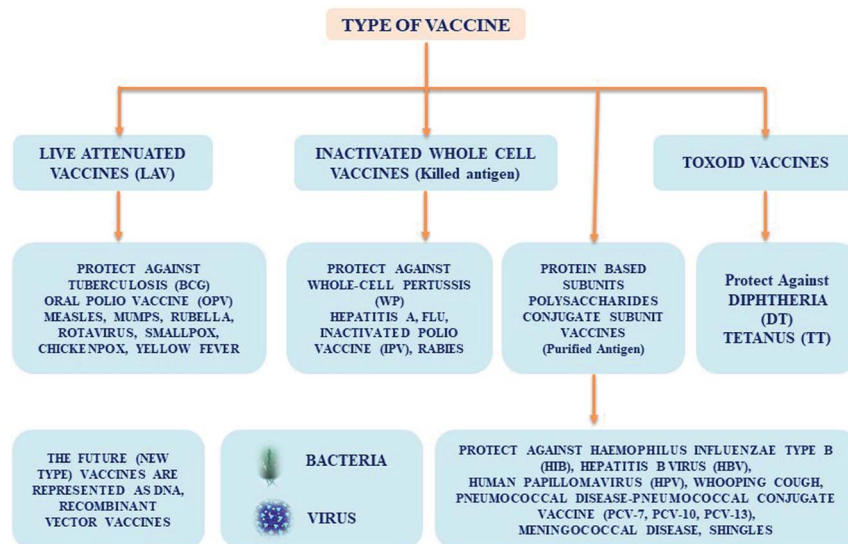 TYPE OF VACCINE
LIVE ATTENUATED
VACCINES (LAV)
INACTIVATED WHOLE CELL
VACCINES (Killed antigen)
TOXOID VACCINES
PROTECT AGAINST
TUBERCULOSIS (BCG)
ORAL POLIO VACCINE (OPV)
MEASLES, MUMPS, RUBELLA,
ROTAVIRUS, SMALLPOX,
CHICKENPOX, YELLOW FEVER
PROTECT AGAINST
WHOLE-CELL PERTUSSIS
(WP)
HEPATITIS A, FLU,
INACTIVATED POLIO
VACCINE (IPV), RABIES
PROTEIN BASED
SUBUNITS
POLYSACCHARIDES
CONJUGATE SUBUNIT
VACCINES
(Purified Antigen)
Protect Against
DIPHTHERIA
(DT)
TETANUS (TT)
THE FUTURE (NEW
TYPE) VACCINES ARE
REPRESENTED AS DNA,
RECOMBINANT
VECTOR VACCINES
BACTERIA
VIRUS
PROTECT AGAINST HAEMOPHILUS INFLUENZAE TYPE B
(HIB), HEPATITIS B VIRUS (HBV),
HUMAN PAPILLOMAVIRUS (HPV), WHOOPING COUGH,
PNEUMOCOCCAL DISEASE-PNEUMOCOCCAL CONJUGATE
VACCINE (PCV-7, PCV-10, PCV-13),
MENINGOCOCCAL DISEASE, SHINGLES